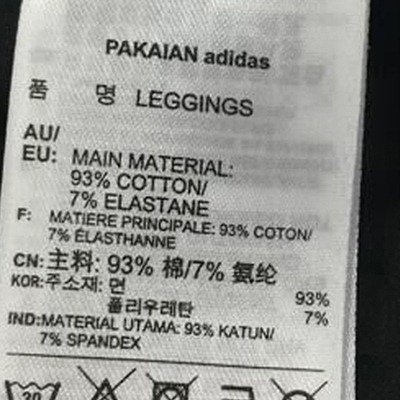 PAKAIAN adidas
품 명 LEGGINGS
AU/
EU: MAIN MATERIAL:
93% COTTON/
7% ELASTANE
F: MATIERE PRINCIPALE: 93% COTON/
7% ÉLASTHANNE
CN: 主料: 93% 棉/7% 氨纶
KOR: 주소재: 면 93%
폴리우레탄 7%
IND: MATERIAL UTAMA: 93% KATUN/
7% SPANDEX
30